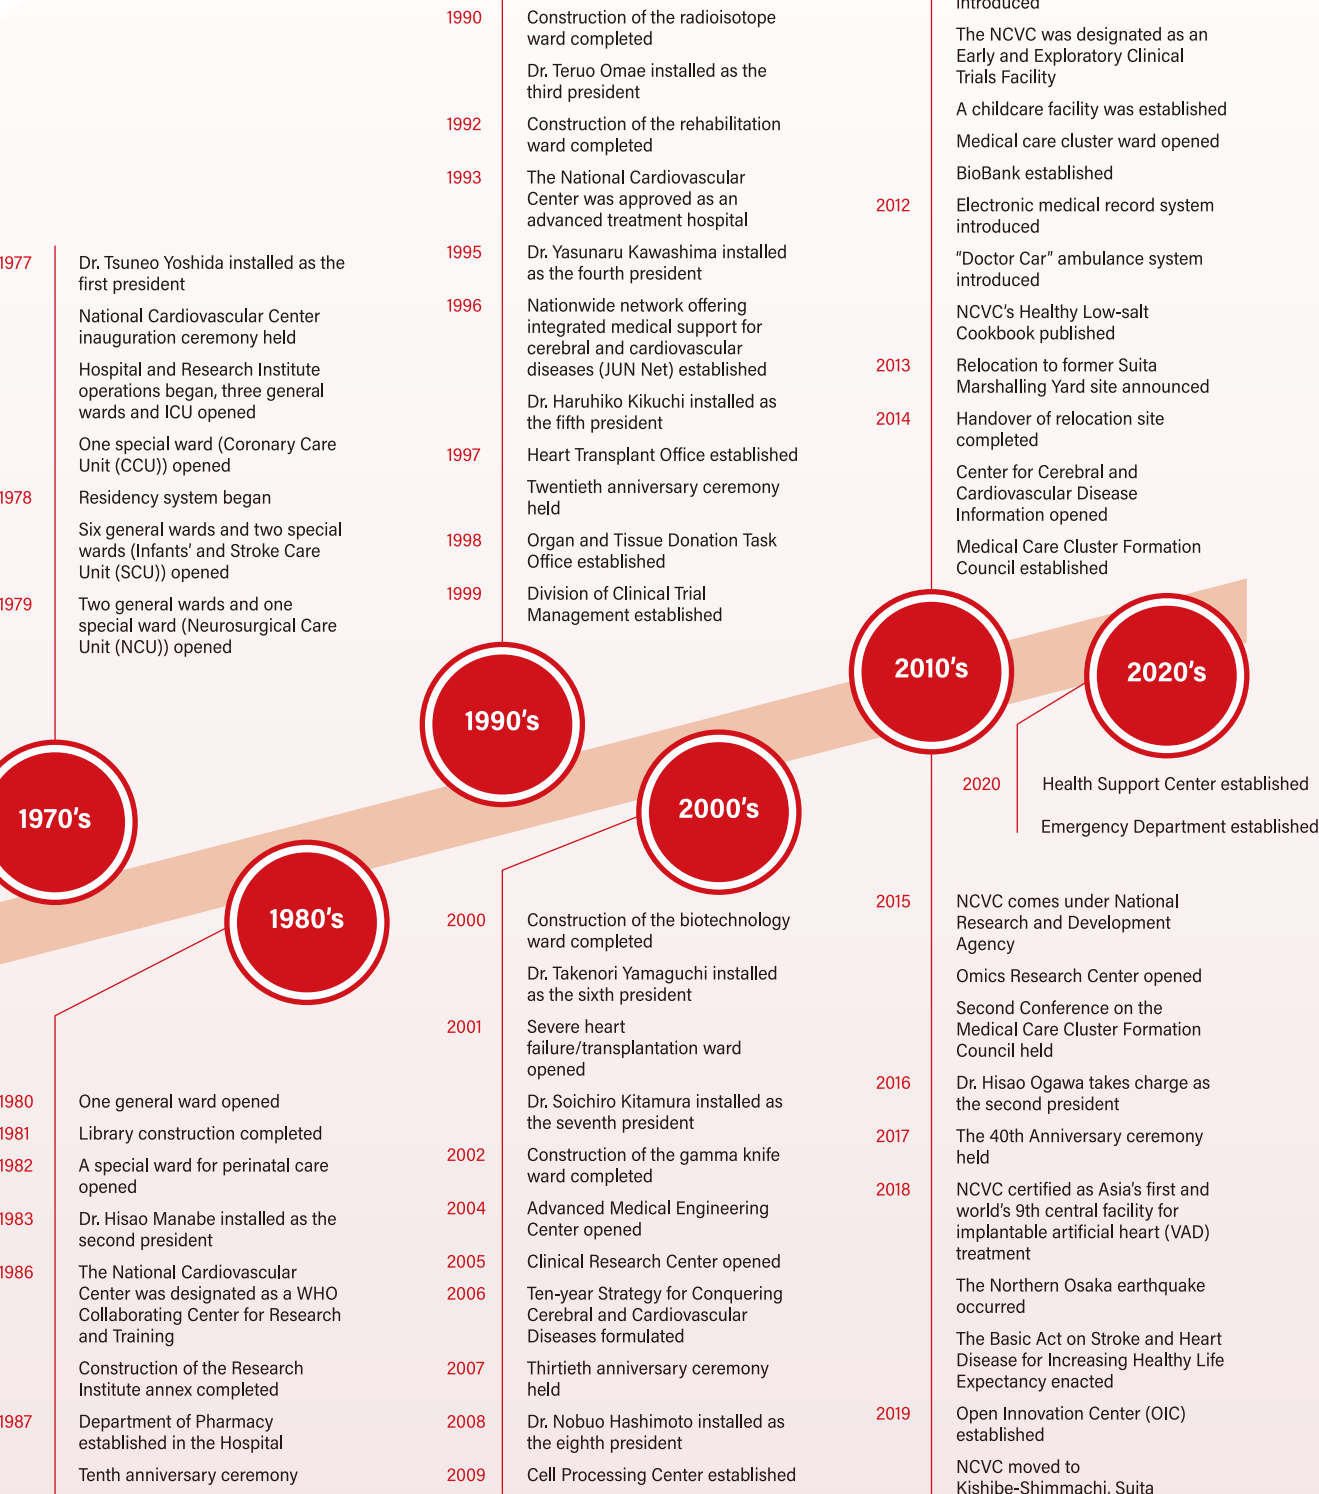 1977
Dr. Tsuneo Yoshida installed as the
first president
National Cardiovascular Center
inauguration ceremony held
Hospital and Research Institute
operations began, three general
wards and ICU opened
One special ward (Coronary Care
Unit (CCU)) opened
1978
Residency system began
Six general wards and two special
wards (Infants' and Stroke Care
Unit (SCU)) opened
1979
Two general wards and one
special ward (Neurosurgical Care
Unit (NCU)) opened
1970's
1980's
1980
One general ward opened
1981
Library construction completed
1982
A special ward for perinatal care
opened
1983
Dr. Hisao Manabe installed as the
second president
1986
The National Cardiovascular
Center was designated as a WHO
Collaborating Center for Research
and Training
Construction of the Research
Institute annex completed
1987
Department of Pharmacy
established in the Hospital
Tenth anniversary ceremony
1990
Construction of the radioisotope
ward completed
Dr. Teruo Omae installed as the
third president
1992
Construction of the rehabilitation
ward completed
1993
The National Cardiovascular
Center was approved as an
advanced treatment hospital
1995
Dr. Yasunaru Kawashima installed
as the fourth president
1996
Nationwide network offering
integrated medical support for
cerebral and cardiovascular
diseases (JUN Net) established
Dr. Haruhiko Kikuchi installed as
the fifth president
1997
Heart Transplant Office established
Twentieth anniversary ceremony
held
1998
Organ and Tissue Donation Task
Office established
1999
Division of Clinical Trial
Management established
1990's
2000's
2000
Construction of the biotechnology
ward completed
Dr. Takenori Yamaguchi installed
as the sixth president
2001
Severe heart
failure/transplantation ward
opened
Dr. Soichiro Kitamura installed as
the seventh president
2002
Construction of the gamma knife
ward completed
2004
Advanced Medical Engineering
Center opened
2005
Clinical Research Center opened
2006
Ten-year Strategy for Conquering
Cerebral and Cardiovascular
Diseases formulated
2007
Thirtieth anniversary ceremony
held
2008
Dr. Nobuo Hashimoto installed as
the eighth president
2009
Cell Processing Center established
introduced
The NCVC was designated as an
Early and Exploratory Clinical
Trials Facility
A childcare facility was established
Medical care cluster ward opened
BioBank established
2012
Electronic medical record system
introduced
"Doctor Car" ambulance system
introduced
NCVC's Healthy Low-salt
Cookbook published
2013
Relocation to former Suita
Marshalling Yard site announced
2014
Handover of relocation site
completed
Center for Cerebral and
Cardiovascular Disease
Information opened
Medical Care Cluster Formation
Council established
2010's
2020's
2020
Health Support Center established
Emergency Department established
2015
NCVC comes under National
Research and Development
Agency
Omics Research Center opened
Second Conference on the
Medical Care Cluster Formation
Council held
2016
Dr. Hisao Ogawa takes charge as
the second president
2017
The 40th Anniversary ceremony
held
2018
NCVC certified as Asia's first and
world's 9th central facility for
implantable artificial heart (VAD)
treatment
The Northern Osaka earthquake
occurred
The Basic Act on Stroke and Heart
Disease for Increasing Healthy Life
Expectancy enacted
2019
Open Innovation Center (OIC)
established
NCVC moved to
Kishibe-Shimmachi, Suita